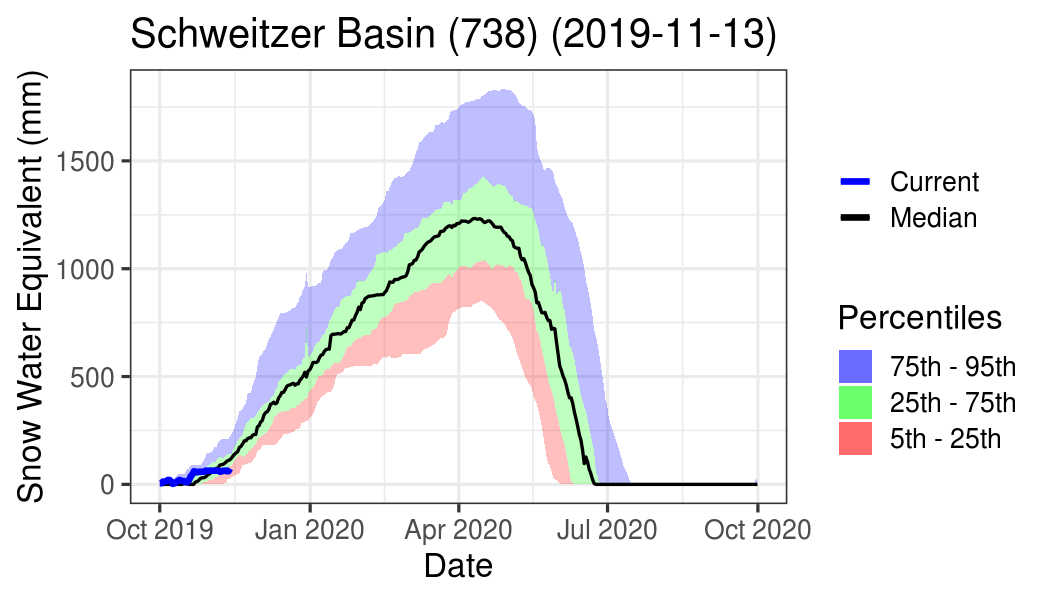 Schweitzer Basin (738) (2019-11-13)
Snow Water Equivalent (mm)
1500
1000
500
0
Oct 2019
Jan 2020
Apr 2020
Jul 2020
Oct 2020
Date
Current
Median
Percentiles
75th - 95th
25th - 75th
5th - 25th